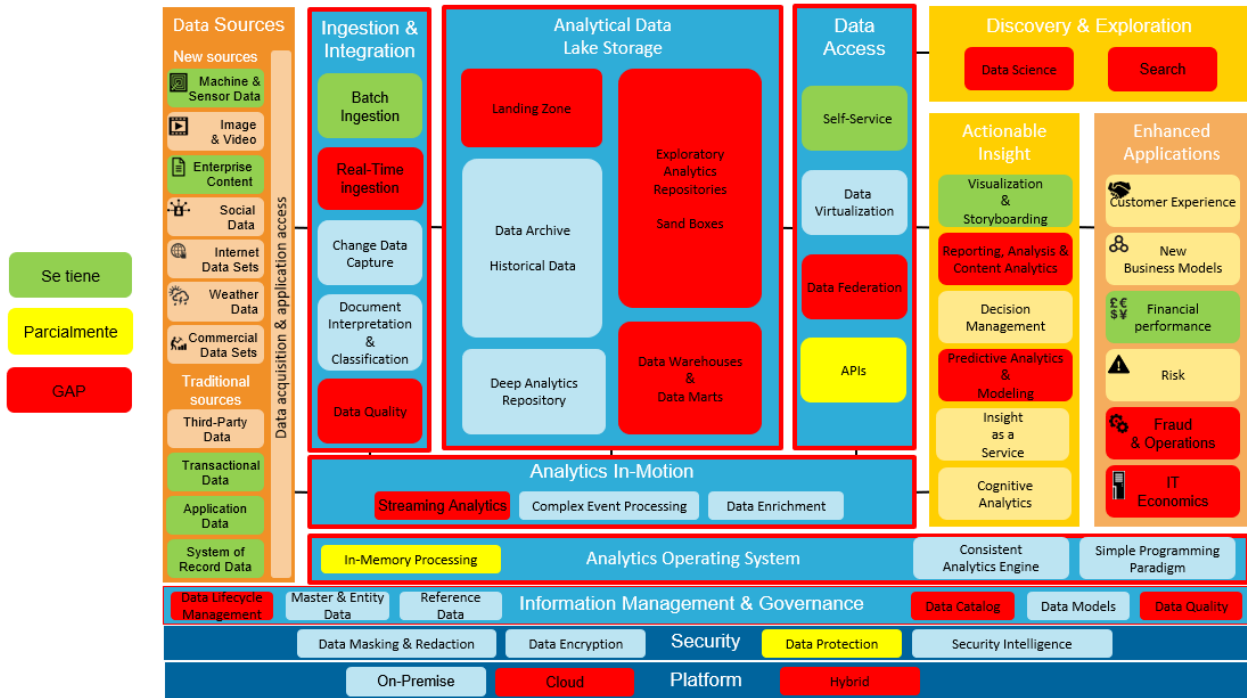 Se tiene
Parcialmente
GAP
Data Sources
New sources
Machine &
Sensor Data
Image
& Video
Enterprise
Content
Social
Data
Internet
Data Sets
Weather
Data
Commercial
Data Sets
Traditional
sources
Third-Party
Data
Transactional
Data
Application
Data
System of
Record Data
Data acquisition & application access
Ingestion &
Integration
Batch
Ingestion
Real-Time
ingestion
Change Data
Capture
Document
Interpretation
&
Classification
Data Quality
Analytical Data
Lake Storage
Landing Zone
Data Archive
Historical Data
Deep Analytics
Repository
Exploratory
Analytics
Repositories
Sand Boxes
Data Warehouses
&
Data Marts
Data
Access
Self-Service
Data
Virtualization
Data Federation
APIs
Discovery & Exploration
Data Science
Search
Actionable
Insight
Visualization
&
Storyboarding
Reporting, Analysis &
Content Analytics
Decision
Management
Predictive Analytics
&
Modeling
Insight
as a
Service
Cognitive
Analytics
Enhanced
Applications
Customer Experience
New
Business Models
£€
$¥
Financial
performance
Risk
Fraud
& Operations
IT
Economics
Analytics In-Motion
Streaming Analytics
Complex Event Processing
Data Enrichment
In-Memory Processing
Analytics Operating System
Consistent
Analytics Engine
Simple Programming
Paradigm
Data Lifecycle
Management
Master & Entity
Data
Reference
Data
Information Management & Governance
Data Catalog
Data Models
Data Quality
Data Masking & Redaction
Data Encryption
Security
Data Protection
Security Intelligence
On-Premise
Cloud
Platform
Hybrid